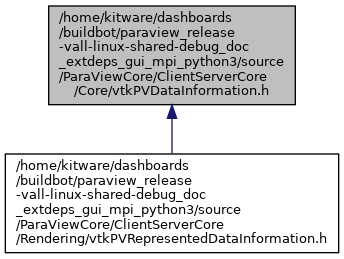 /home/kitware/dashboards
/buildbot/paraview_release
-vall-linux-shared-debug_doc
_extdeps_gui_mpi_python3/source
/ParaViewCore/ClientServerCore
/Core/vtkPVDataInformation.h
/home/kitware/dashboards
/buildbot/paraview_release
-vall-linux-shared-debug_doc
_extdeps_gui_mpi_python3/source
/ParaViewCore/ClientServerCore
/Rendering/vtkPVRepresentedDataInformation.h